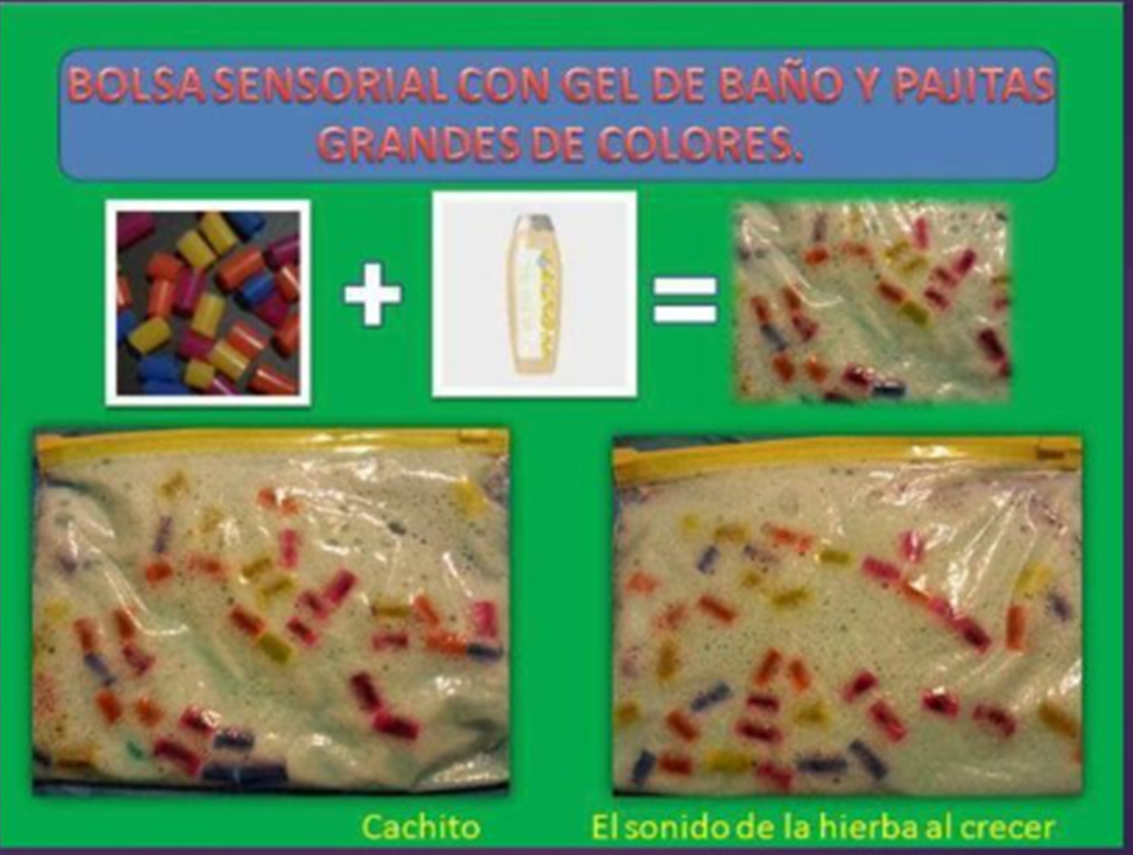 BOLSA SENSORIAL CON GEL DE BAÑO Y PAJITAS
GRANDES DE COLORES.
Cachito
El sonido de la hierba al crecer